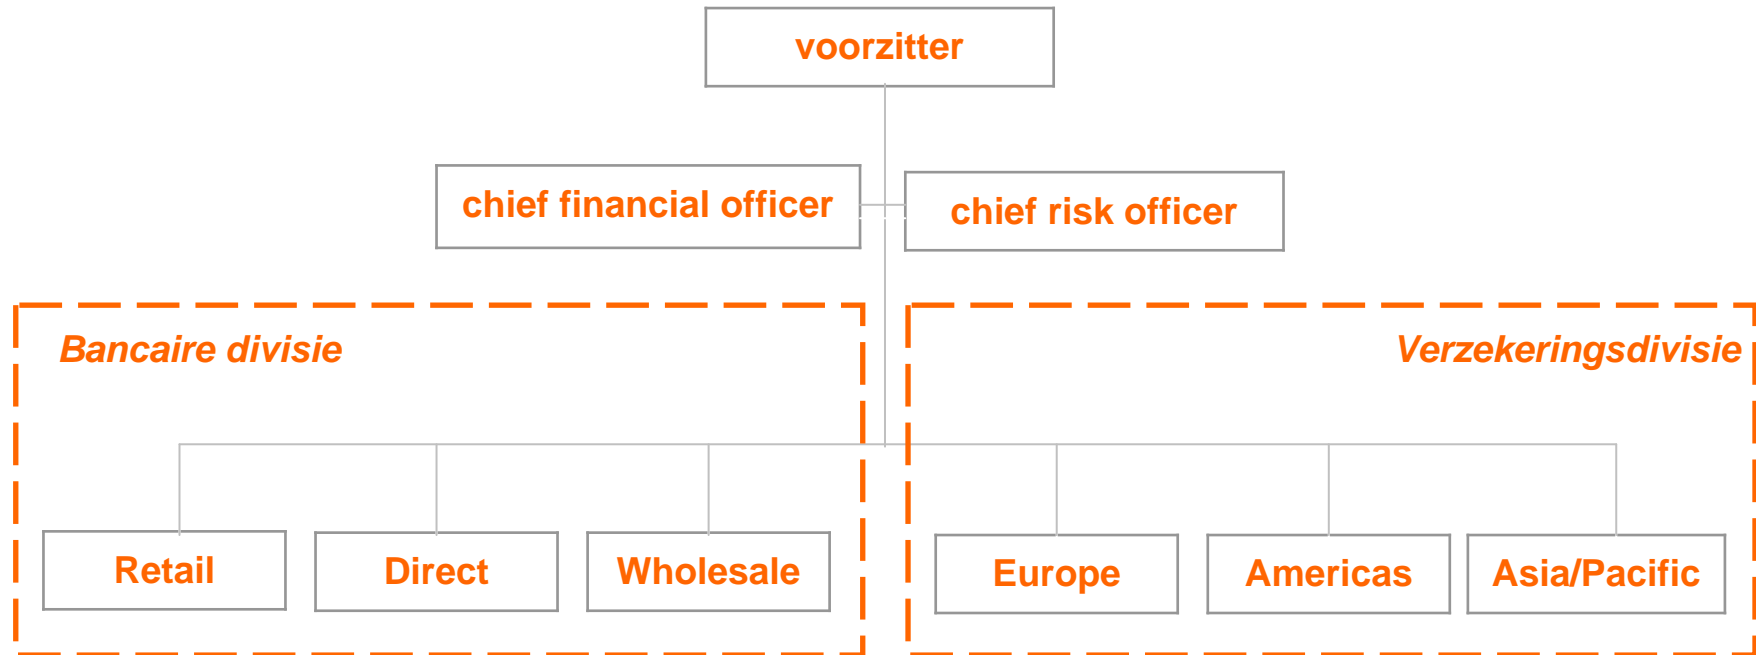 voorzitter
chief financial officer
chief risk officer
Bancaire divisie
Verzekeringsdivisie
Retail
Direct
Wholesale
Europe
Americas
Asia/Pacific